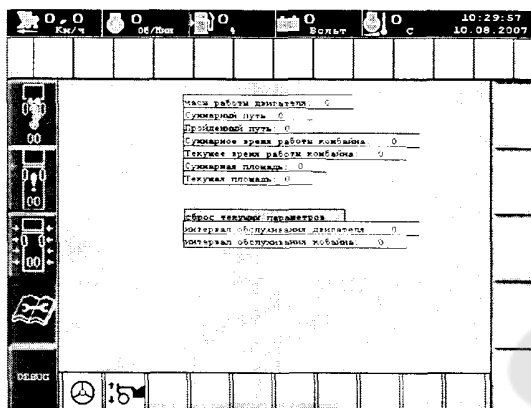 0,0 0 0 0 0 10:29:57
Км/ч Об/Мин % Вольт С 10.08.2007
часы работы двигателя: 0
Суммарный путь 0
Пройденный путь: 0
Суммарное время работы комбайна: 0
Текущее время работы комбайна: 0
Суммарная площадь: 0
Текущая площадь: 0
сброс текущих параметров
интервал обслуживания двигателя 0
интервал обслуживания кобайна: 0
00
00
00
DEBUG